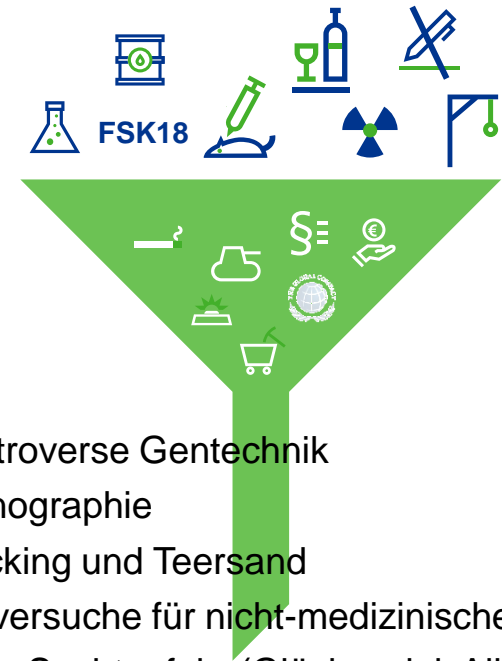 FSK18
§
€
THE GLOBAL COMPACT
troverse Gentechnik
nographie
cking und Teersand
versuche für nicht-medizinische